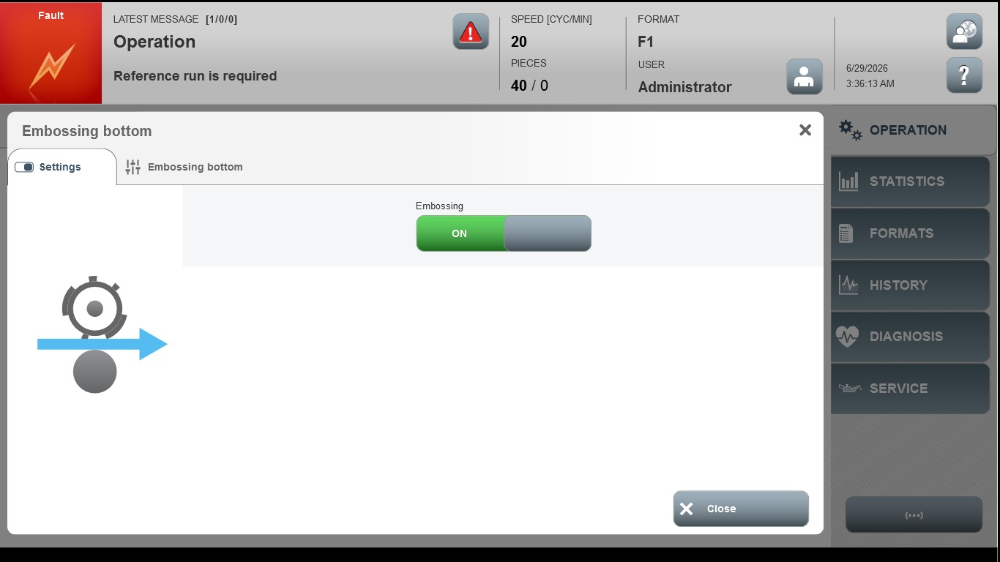 Fault
LATEST MESSAGE [1/0/0]
Operation
Reference run is required
SPEED [CYC/MIN]
20
PIECES
40 / 0
FORMAT
F1
USER
Administrator
6/29/2026
3:36:13 AM
?
Embossing bottom
Settings
Embossing bottom
Embossing
ON
Close
OPERATION
STATISTICS
FORMATS
HISTORY
DIAGNOSIS
SERVICE
(•••)